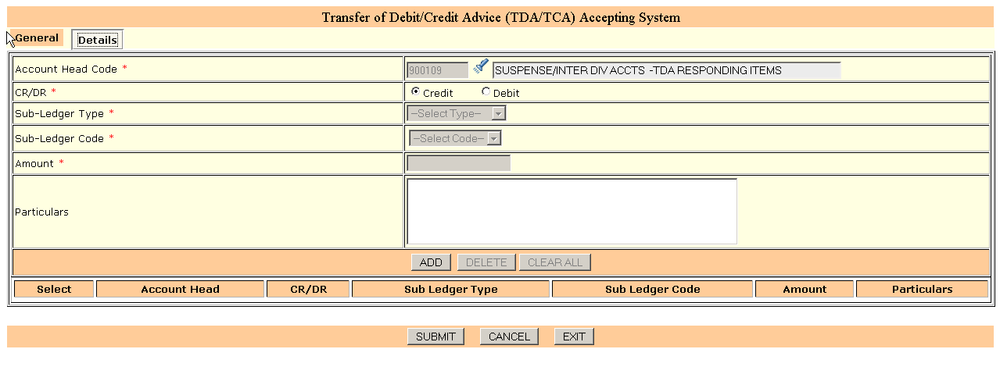 Transfer of Debit/Credit Advice (TDA/TCA) Accepting System
General Details
Account Head Code * 900109 SUSPENSE/INTER DIV ACCTS -TDA RESPONDING ITEMS
CR/DR * Credit Debit
Sub-Ledger Type * --Select Type--
Sub-Ledger Code * --Select Code--
Amount *
Particulars
ADD DELETE CLEAR ALL
Select Account Head CR/DR Sub Ledger Type Sub Ledger Code Amount Particulars
SUBMIT CANCEL EXIT